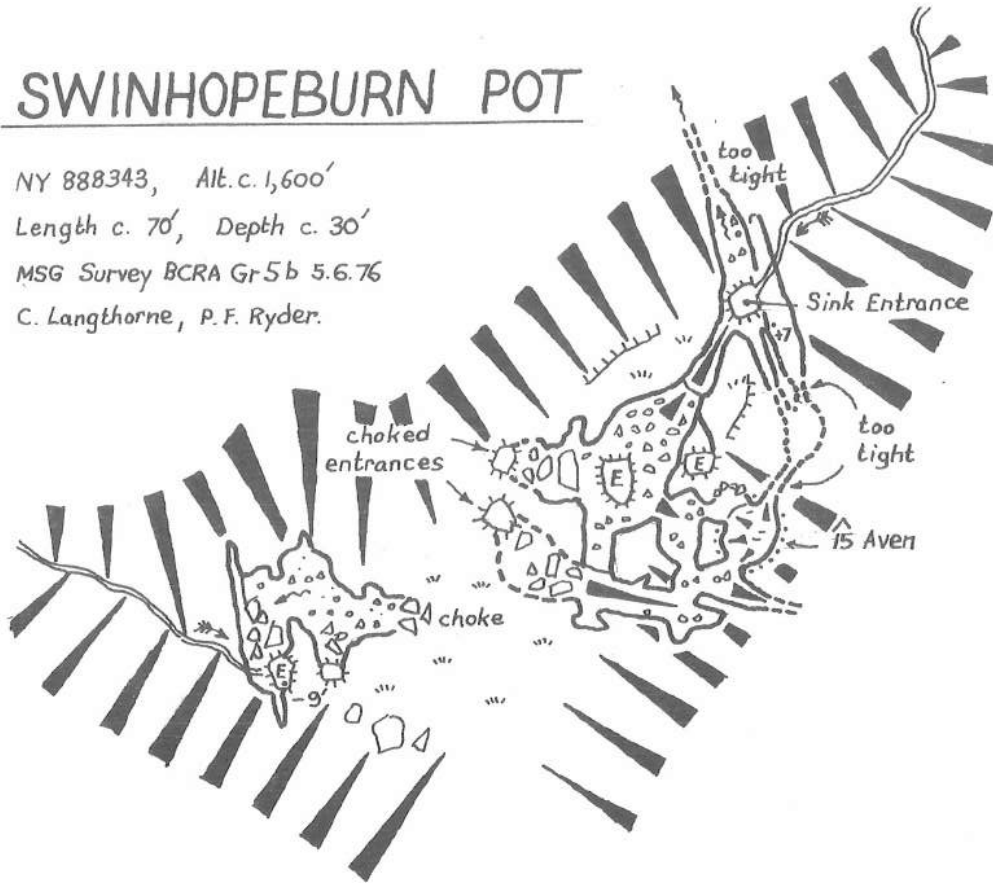 SWINHOPEBURN POT
NY 888343, Alt. c. 1,600'
Length c. 70', Depth c. 30'
MSG Survey BCRA Gr 5b 5.6.76
C. Langthorne, P.F. Ryder.
too
tight
Sink Entrance
+7
choked
entrances
E
E
too
tight
15 Aven
choke
E
-9